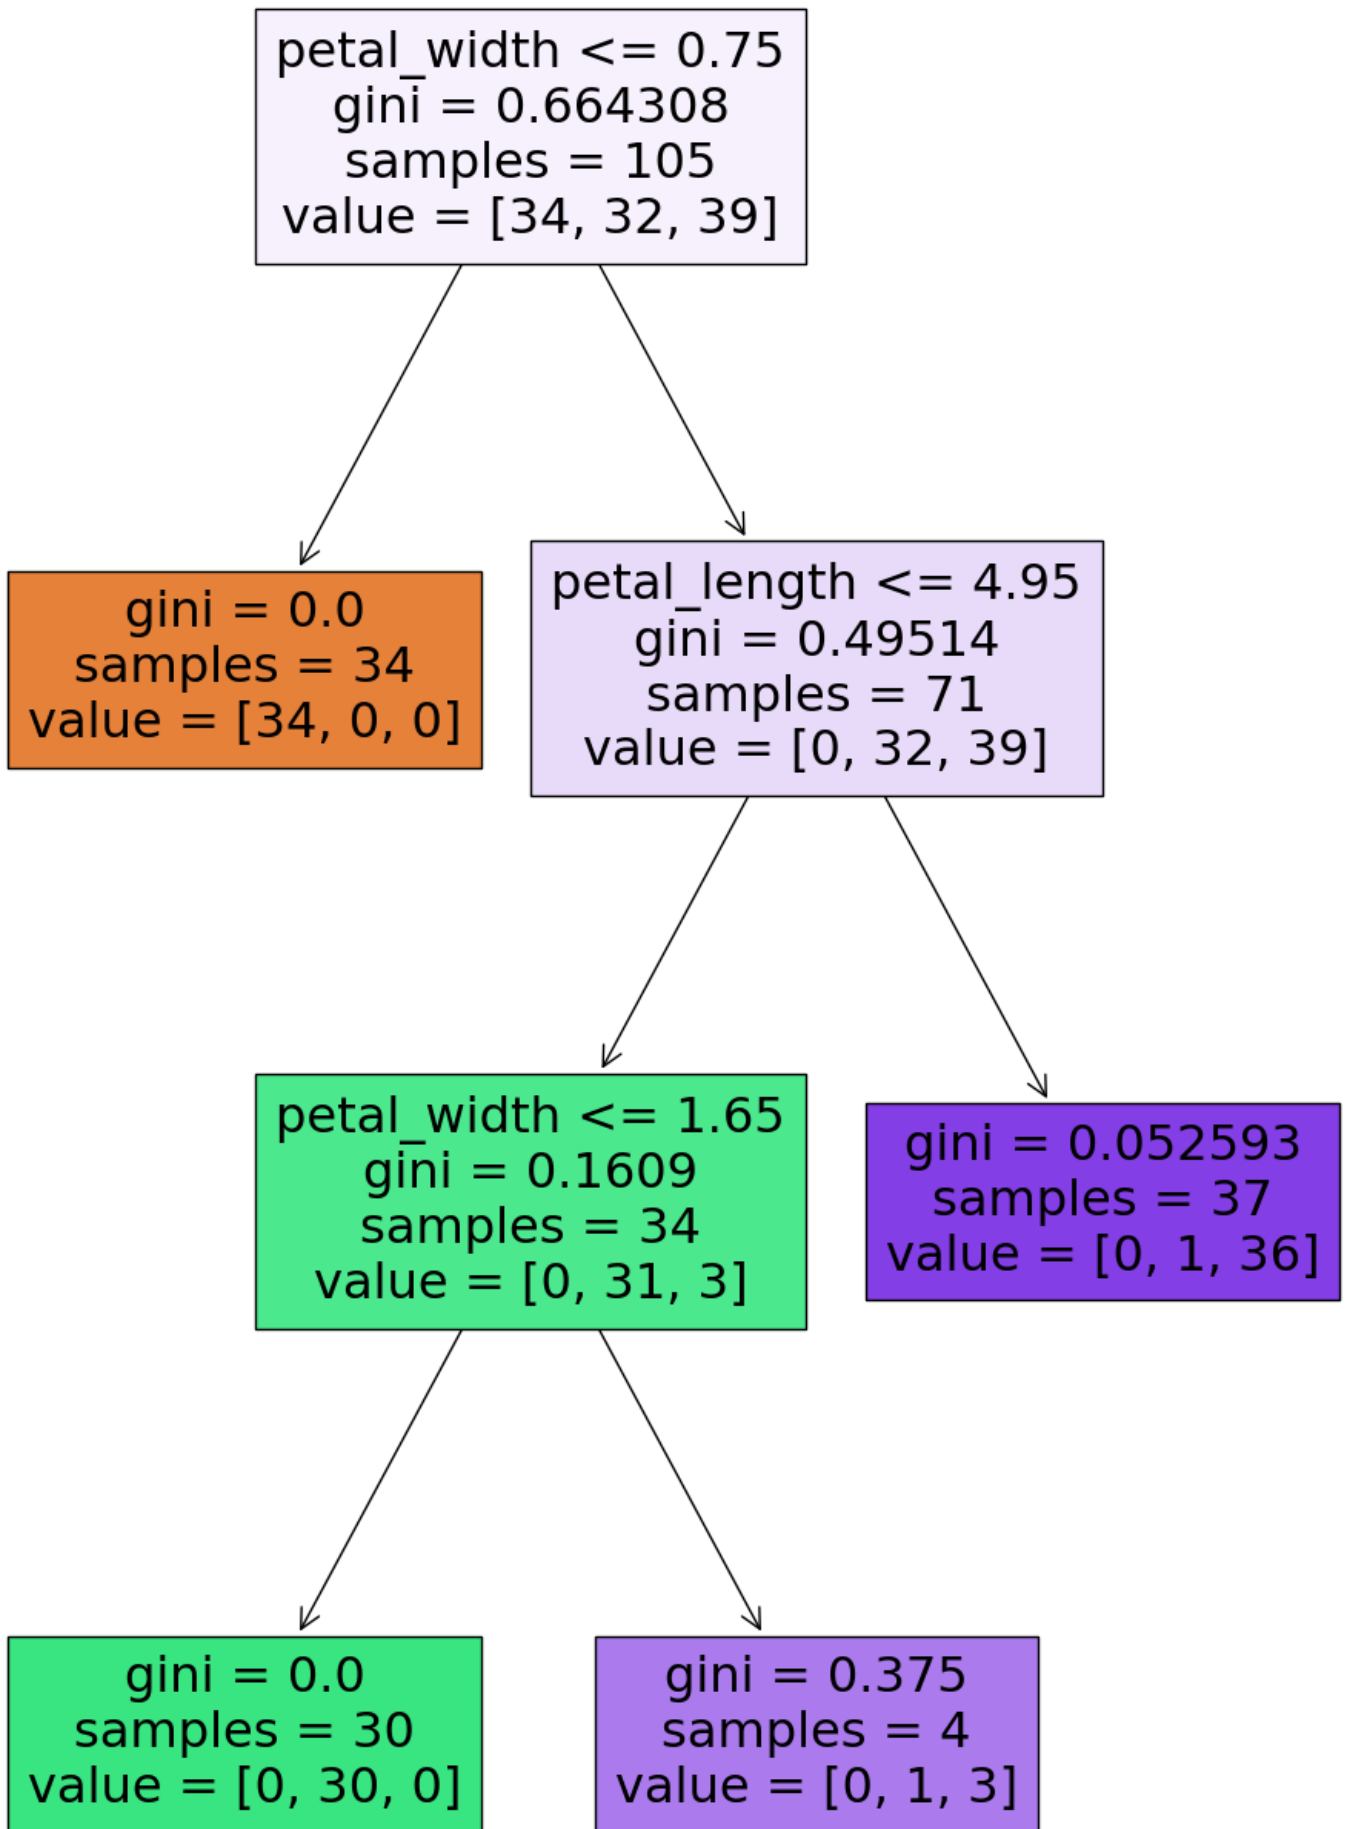 petal_width <= 0.75
gini = 0.664308
samples = 105
value = [34, 32, 39]
gini = 0.0
samples = 34
value = [34, 0, 0]
petal_length <= 4.95
gini = 0.49514
samples = 71
value = [0, 32, 39]
petal_width <= 1.65
gini = 0.1609
samples = 34
value = [0, 31, 3]
gini = 0.052593
samples = 37
value = [0, 1, 36]
gini = 0.0
samples = 30
value = [0, 30, 0]
gini = 0.375
samples = 4
value = [0, 1, 3]